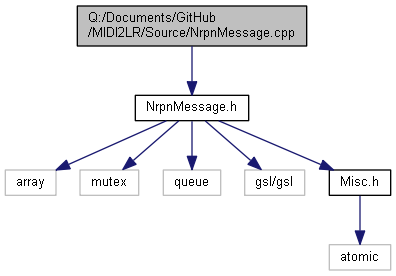 Q:/Documents/GitHub
/MIDI2LR/Source/NrpnMessage.cpp
NrpnMessage.h
array
mutex
queue
gsl/gsl
Misc.h
atomic